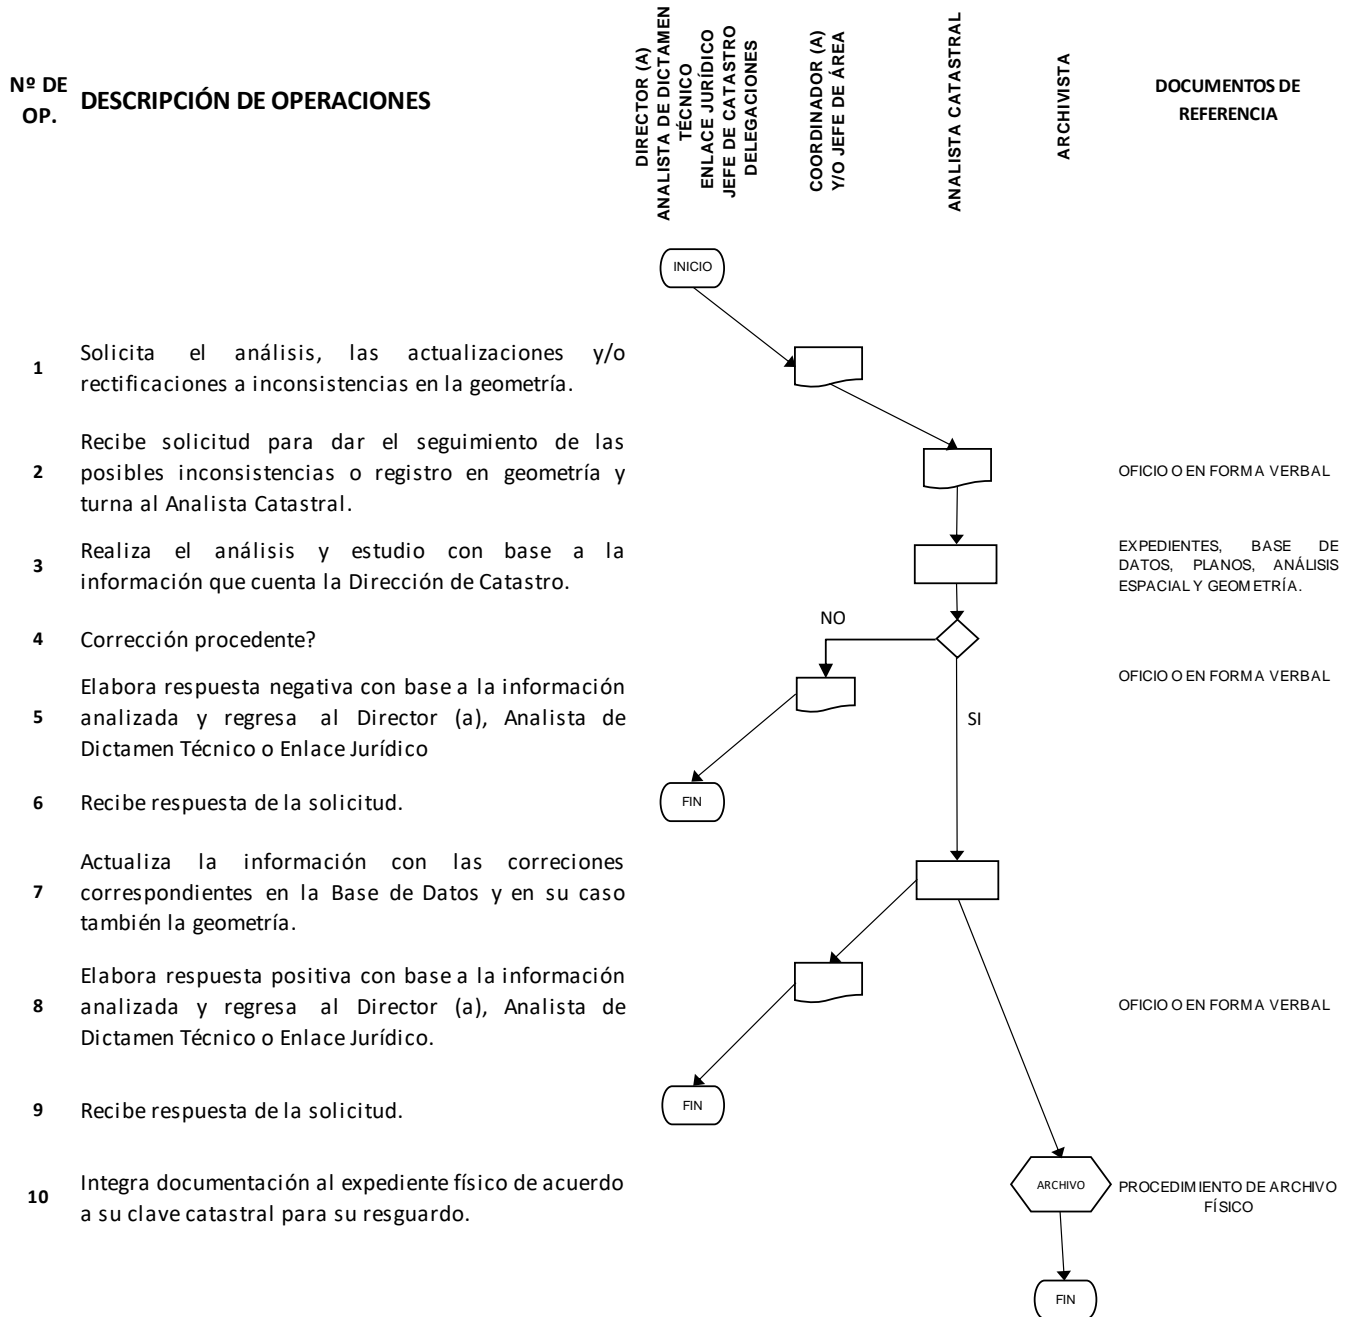 Nº DE
OP.
DESCRIPCIÓN DE OPERACIONES
DIRECTOR (A)
ANALISTA DE DICTAMEN
TÉCNICO
ENLACE JURÍDICO
JEFE DE CATASTRO
DELEGACIONES
COORDINADOR (A)
Y/O JEFE DE ÁREA
ANALISTA CATASTRAL
ARCHIVISTA
DOCUMENTOS DE
REFERENCIA
INICIO
1
Solicita el análisis, las actualizaciones y/o
rectificaciones a inconsistencias en la geometría.
2
Recibe solicitud para dar el seguimiento de las
posibles inconsistencias o registro en geometría y
turna al Analista Catastral.
OFICIO O EN FORMA VERBAL
3
Realiza el análisis y estudio con base a la
información que cuenta la Dirección de Catastro.
EXPEDIENTES, BASE DE
DATOS, PLANOS, ANÁLISIS
ESPACIAL Y GEOMETRÍA.
4
Corrección procedente?
NO
SI
5
Elabora respuesta negativa con base a la información
analizada y regresa al Director (a), Analista de
Dictamen Técnico o Enlace Jurídico
OFICIO O EN FORMA VERBAL
6
Recibe respuesta de la solicitud.
FIN
7
Actualiza la información con las correciones
correspondientes en la Base de Datos y en su caso
también la geometría.
8
Elabora respuesta positiva con base a la información
analizada y regresa al Director (a), Analista de
Dictamen Técnico o Enlace Jurídico.
OFICIO O EN FORMA VERBAL
9
Recibe respuesta de la solicitud.
FIN
10
Integra documentación al expediente físico de acuerdo
a su clave catastral para su resguardo.
ARCHIVO
PROCEDIMIENTO DE ARCHIVO
FÍSICO
FIN